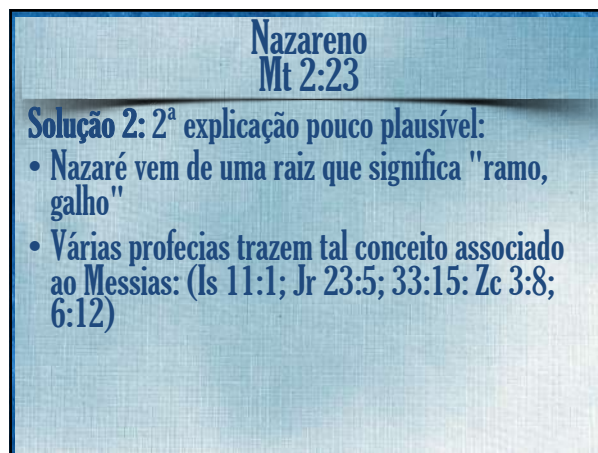 Nazareno
Mt 2:23
Solução 2: 2ª explicação pouco plausível:
• Nazaré vem de uma raiz que significa "ramo,
galho"
• Várias profecias trazem tal conceito associado
ao Messias: (Is 11:1; Jr 23:5; 33:15: Zc 3:8;
6:12)